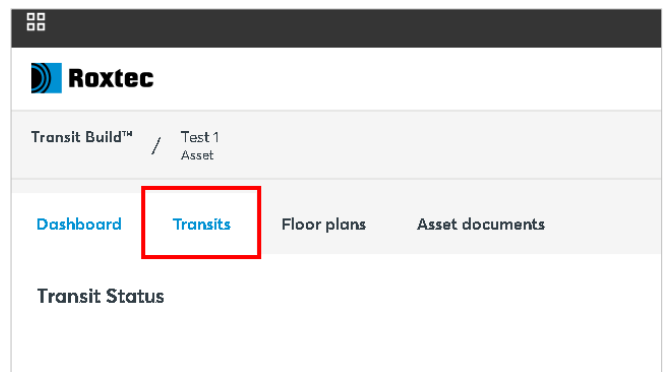 Roxtec
Transit Build™ / Test 1
Asset
Dashboard Transits Floor plans Asset documents
Transit Status